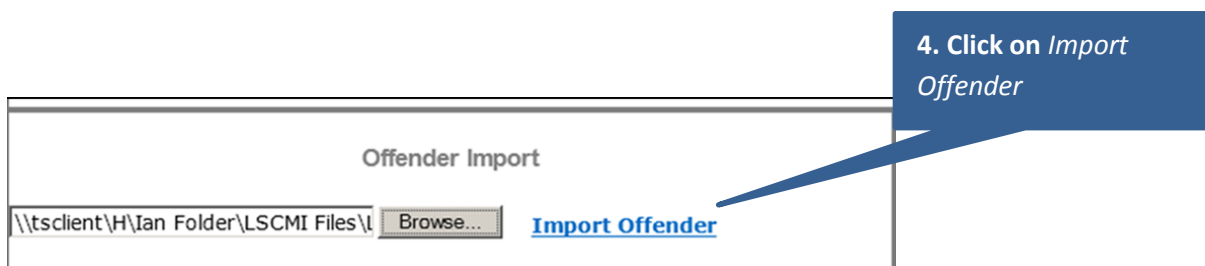 4. Click on Import
Offender
Offender Import
\\tsclient\H\Ian Folder\LSCMI Files\ Browse... Import Offender